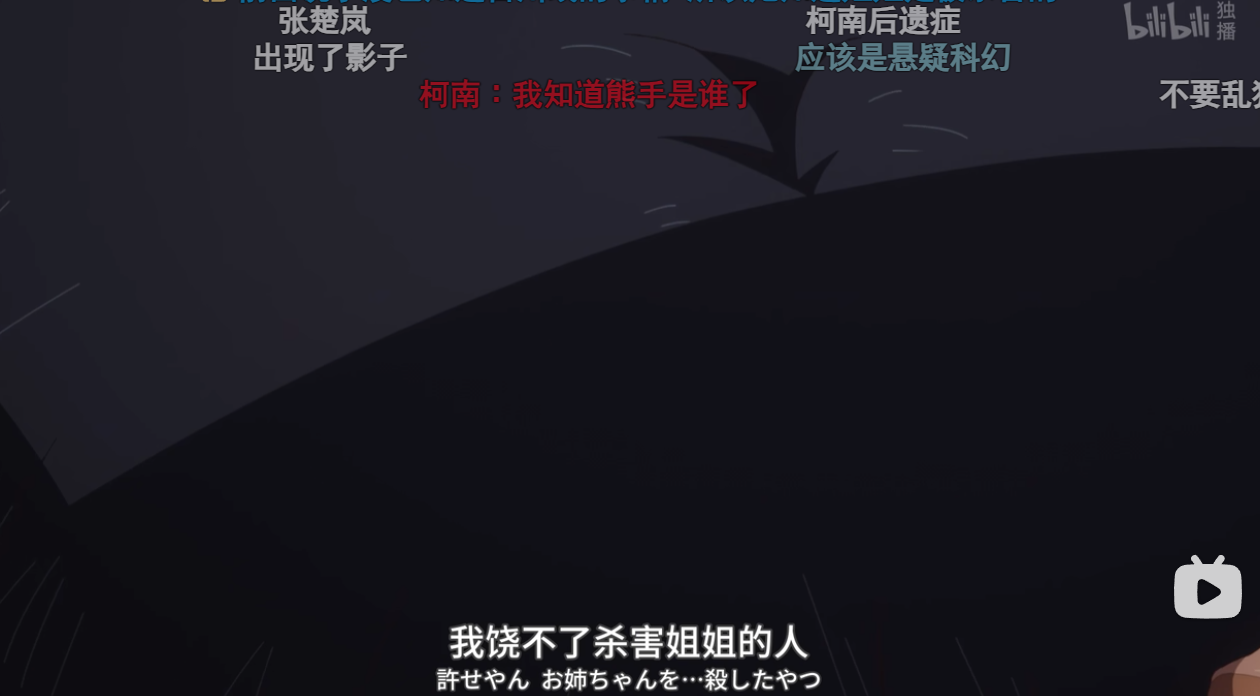 张楚岚
柯南后遗症
bilibili 独播
出现了影子
应该是悬疑科幻
柯南：我知道熊手是谁了
不要乱
我饶不了杀害姐姐的人
許せやん お姉ちゃんを…殺したやつ